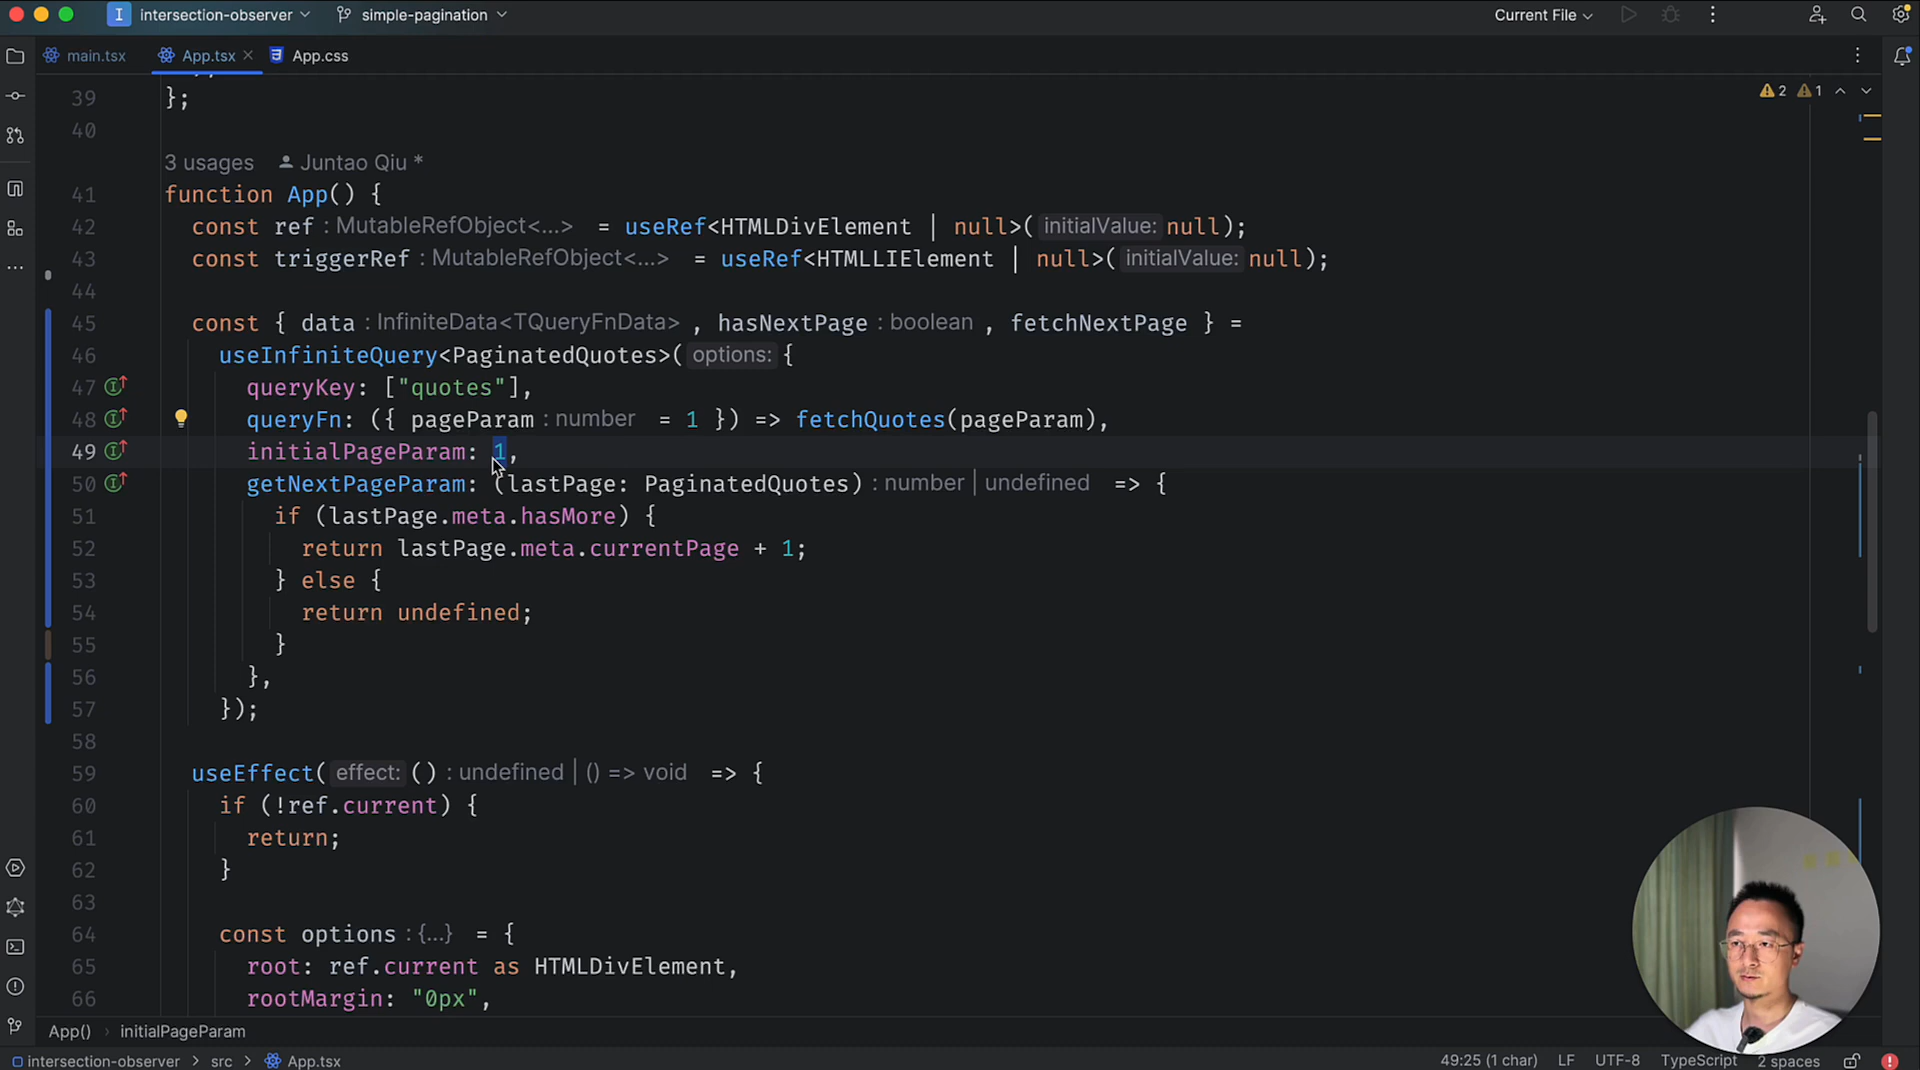 I intersection-observer simple-pagination Current File
main.tsx App.tsx App.css
39 };
2 1
40
3 usages Juntao Qiu *
41 function App() {
42 const ref : MutableRefObject<...> = useRef<HTMLDivElement | null>( initialValue: null);
43 const triggerRef : MutableRefObject<...> = useRef<HTMLLIElement | null>( initialValue: null);
44
45 const { data : InfiniteData<TQueryFnData> , hasNextPage : boolean , fetchNextPage } =
46 useInfiniteQuery<PaginatedQuotes>( options: {
47 queryKey: ["quotes"],
48 queryFn: ({ pageParam : number = 1 }) => fetchQuotes(pageParam),
49 initialPageParam: 1,
50 getNextPageParam: (lastPage: PaginatedQuotes) : number | undefined => {
51 if (lastPage.meta.hasMore) {
52 return lastPage.meta.currentPage + 1;
53 } else {
54 return undefined;
55 }
56 },
57 });
58
59 useEffect( effect: () : undefined | () => void => {
60 if (!ref.current) {
61 return;
62 }
63
64 const options : {...} = {
65 root: ref.current as HTMLDivElement,
66 rootMargin: "0px",
App() › initialPageParam
intersection-observer > src > App.tsx 49:25 (1 char) LF UTF-8 TypeScript 2 spaces